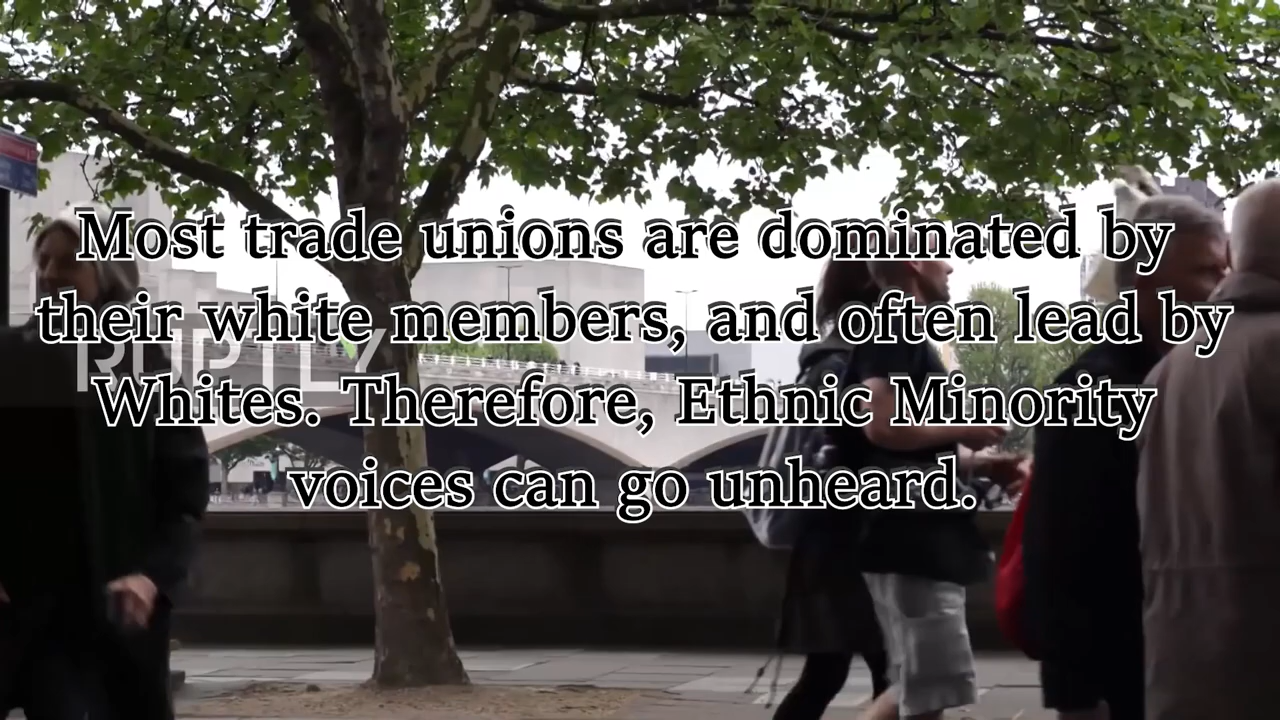 Most trade unions are dominated by
their white members, and often lead by
RUPTLY
Whites. Therefore, Ethnic Minority
voices can go unheard.